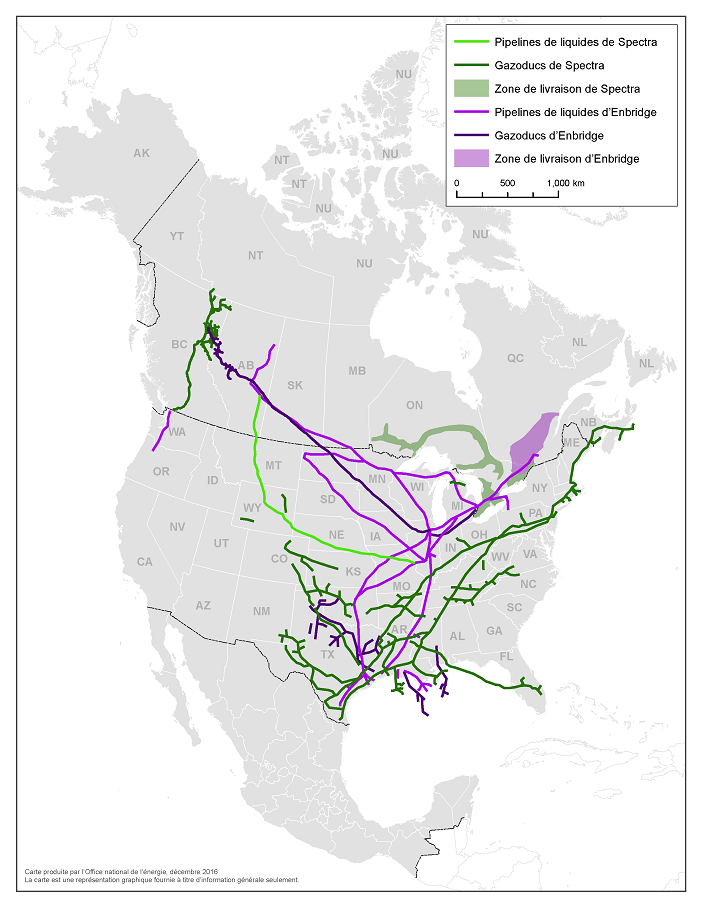 Pipelines de liquides de Spectra
Gazoducs de Spectra
Zone de livraison de Spectra
Pipelines de liquides d'Enbridge
Gazoducs d'Enbridge
Zone de livraison d'Enbridge
0 500 1,000 km
NU
AK
NT
NU
NT
NU
YT
NT
NU
NU
BC
AB
SK
MB
ON
QC
NL
NL
NB
WA
MT
MN
WI
MI
ME
NY
OR
ID
SD
WY
IA
NE
PA
OH
IN
NV
UT
CO
KS
MO
WV
VA
CA
AZ
NM
AR
NC
SC
TX
AL
GA
FL
Carte produite par l'Office national de l'énergie, décembre 2016
La carte est une représentation graphique fournie à titre d'information générale seulement.